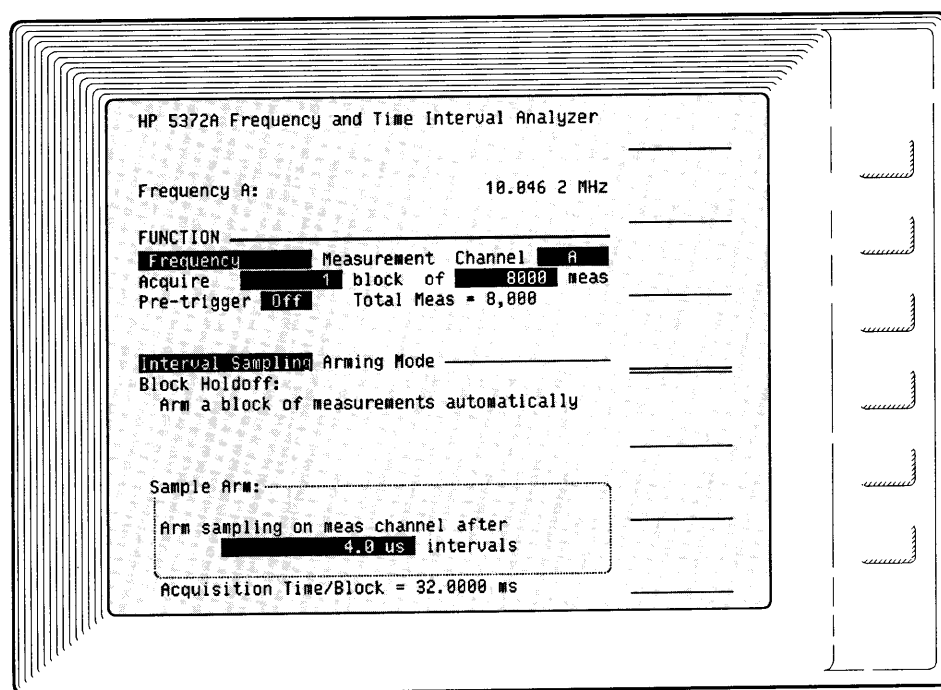 HP 5372A Frequency and Time Interval Analyzer
Frequency A: 10.046 2 MHz
FUNCTION
Frequency Measurement Channel A
Acquire 1 block of 8000 meas
Pre-trigger Off Total Meas = 8,000
Interval Sampling Arming Mode
Block Holdoff:
Arm a block of measurements automatically
Sample Arm:
Arm sampling on meas channel after
4.0 us intervals
Acquisition Time/Block = 32.0000 ms